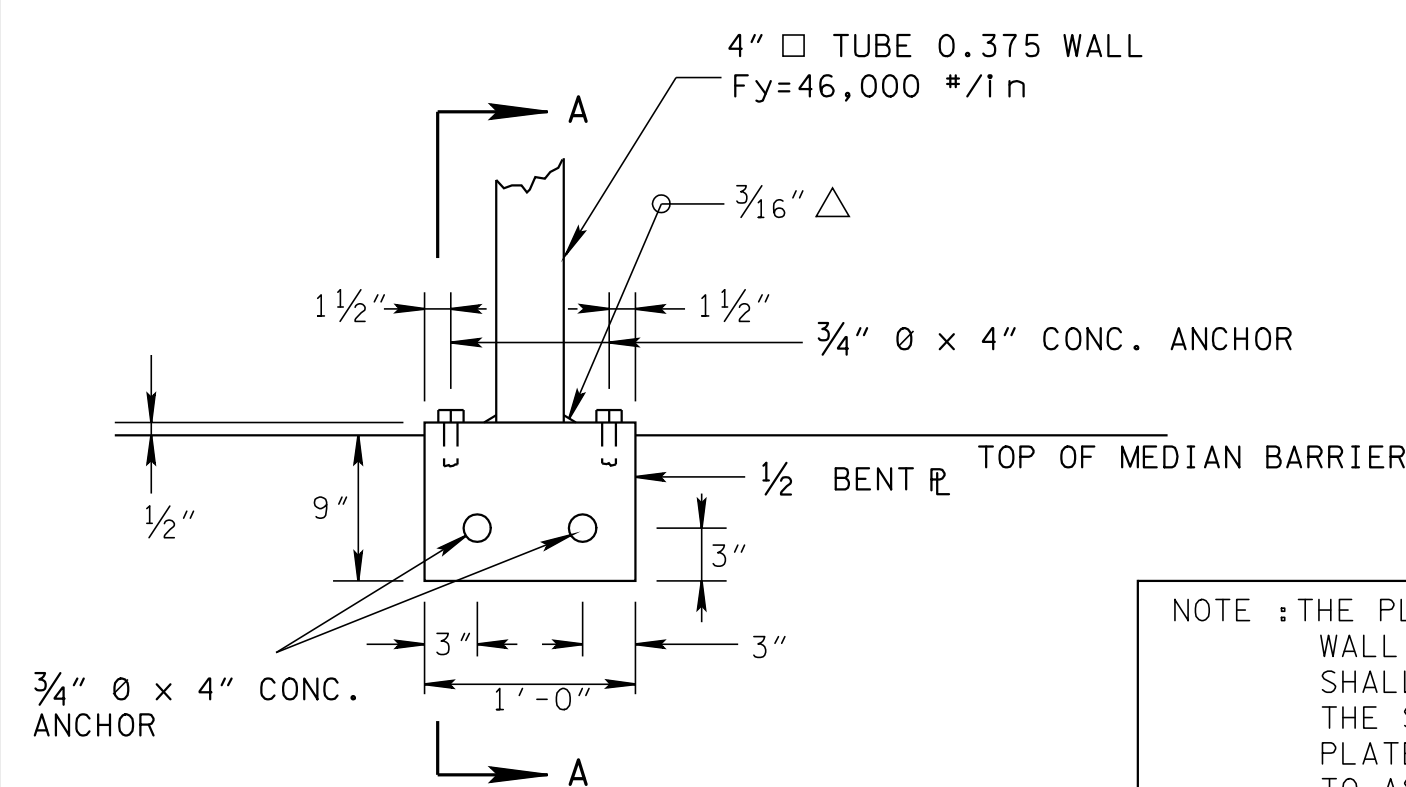 4" □ TUBE 0.375 WALL
Fy=46,000 #/in
A
3/16" △
1 1/2"
1 1/2"
3/4" Ø x 4" CONC. ANCHOR
TOP OF MEDIAN BARRIER
1/2 BENT ℄
9"
1/2"
3"
NOTE :THE PL
WALL
SHALL
THE S
PLATE
TO AS
3"
3"
3/4" Ø x 4" CONC.
ANCHOR
1'-0"
A